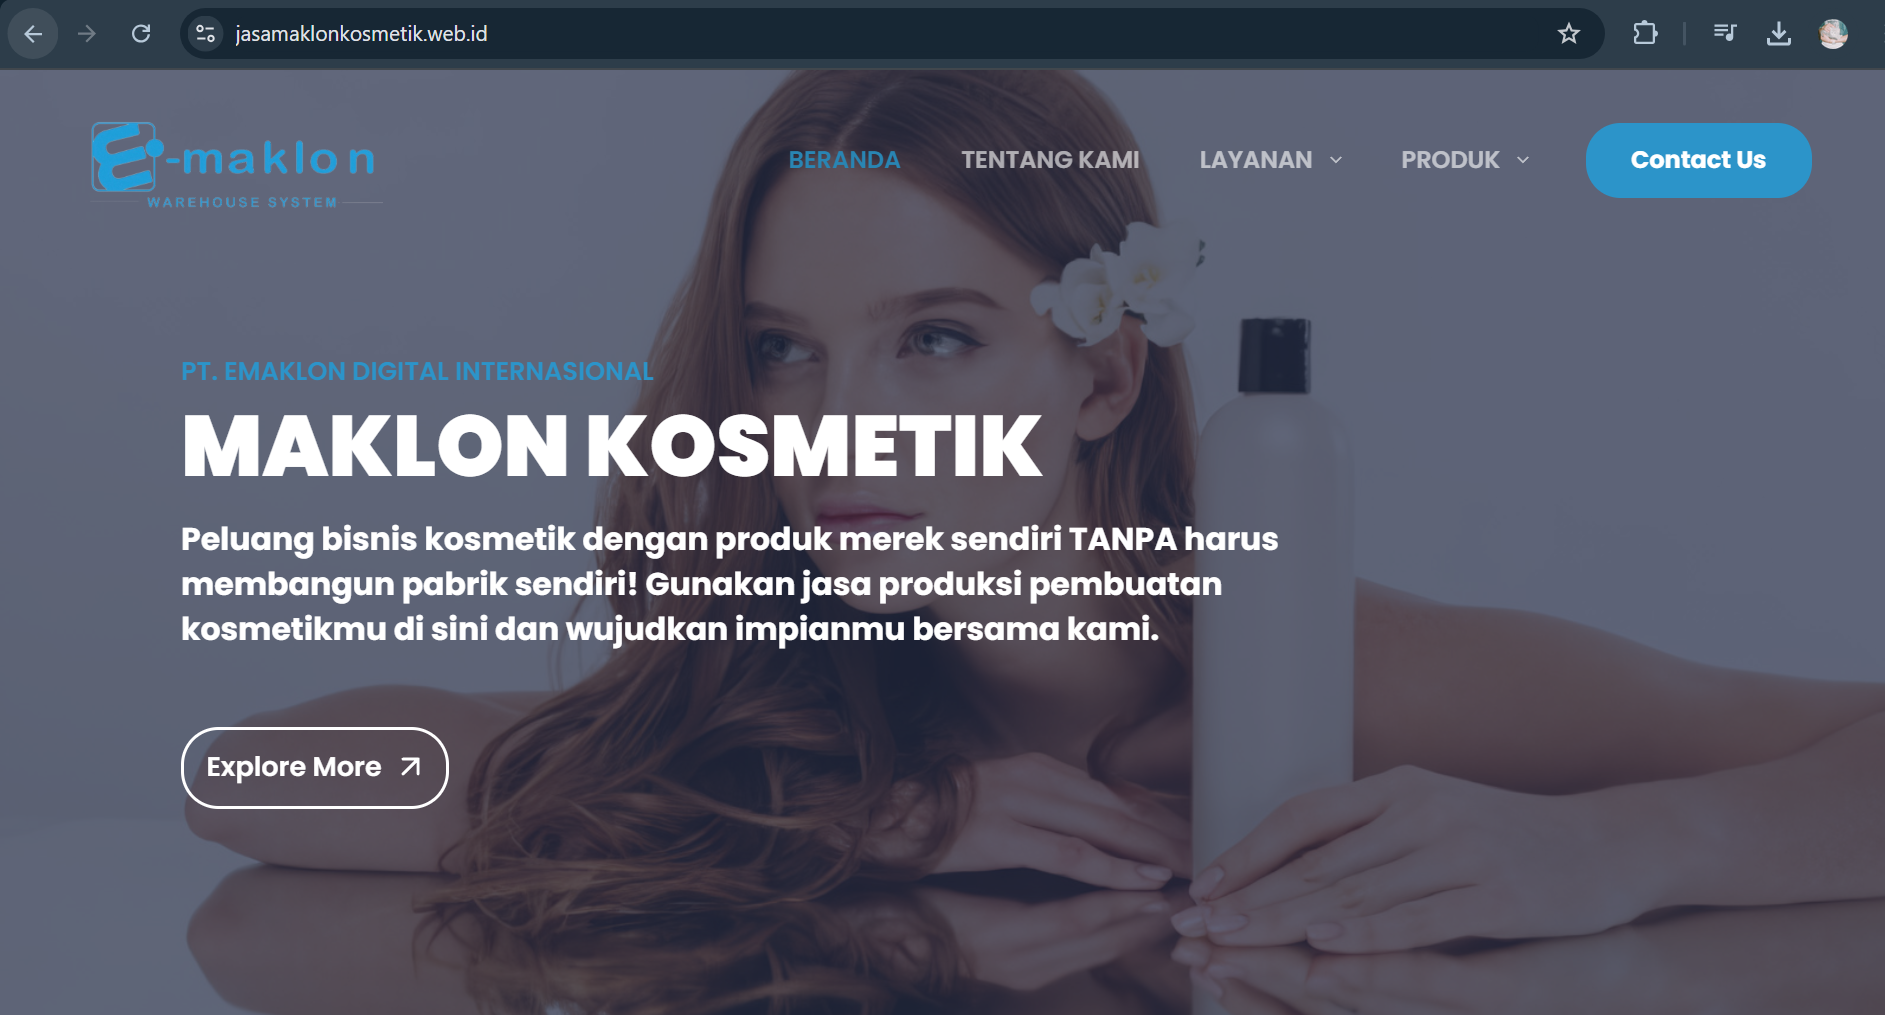 jasamaklonkosmetik.web.id
E-maklon
WAREHOUSE SYSTEM
BERANDA
TENTANG KAMI
LAYANAN
PRODUK
Contact Us
PT. EMAKLON DIGITAL INTERNASIONAL
MAKLON KOSMETIK
Peluang bisnis kosmetik dengan produk merek sendiri TANPA harus
membangun pabrik sendiri! Gunakan jasa produksi pembuatan
kosmetikmu di sini dan wujudkan impianmu bersama kami.
Explore More